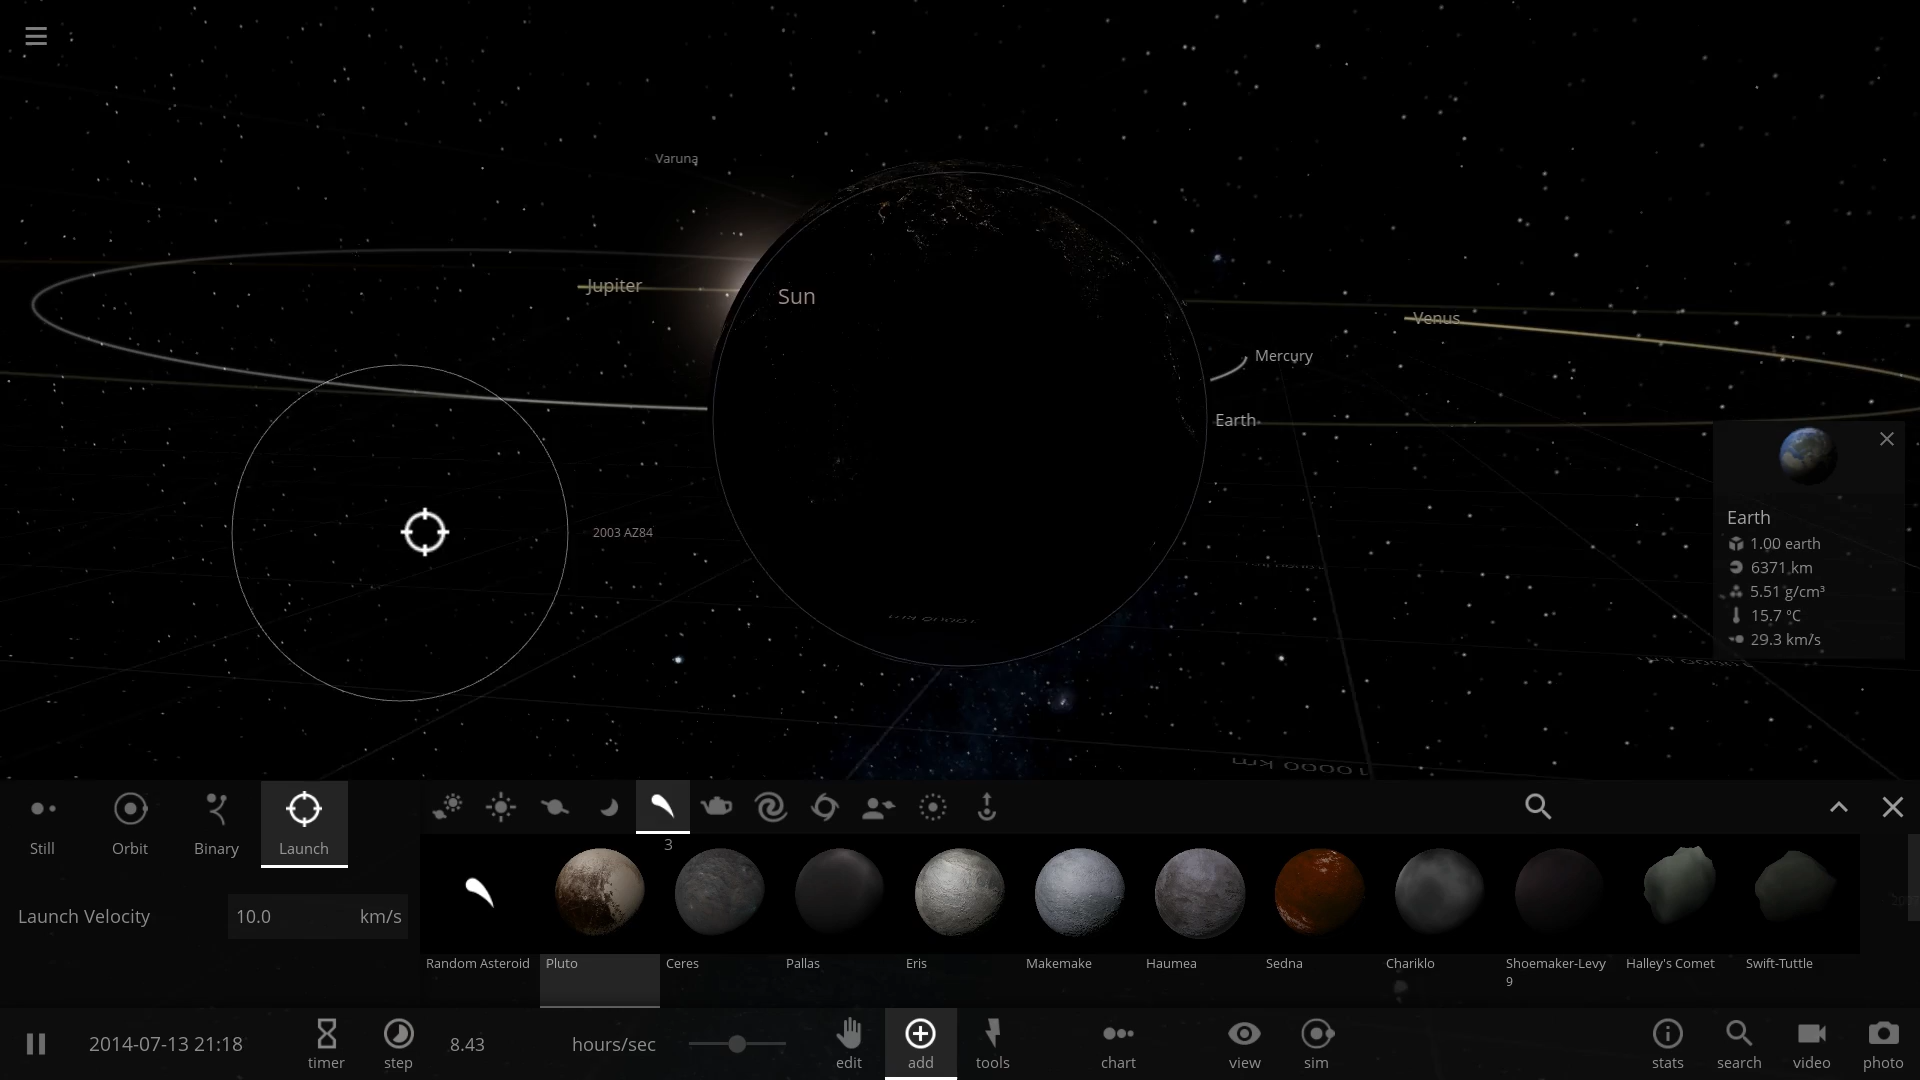 Varuna
Jupiter
Sun
Venus
Mercury
Earth
2003 AZ84
10000 km
Earth
1.00 earth
6371 km
5.51 g/cm³
15.7 °C
29.3 km/s
Still
Orbit
Binary
Launch
3
Launch Velocity
10.0 km/s
Random Asteroid
Pluto
Ceres
Pallas
Eris
Makemake
Haumea
Sedna
Chariklo
Shoemaker-Levy
9
Halley's Comet
Swift-Tuttle
2014-07-13 21:18
timer
step
8.43
hours/sec
edit
add
tools
chart
view
sim
stats
search
video
photo